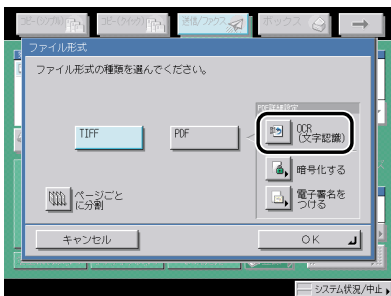 コピー(シンプル)
コピー(クイック)
送信/ファクス
ボックス
ファイル形式
ファイル形式の種類を選んでください。
PDF詳細設定
TIFF
PDF
OCR
(文字認識)
暗号化する
ページごと
に分割
電子署名を
つける
キャンセル
OK
システム状況/中止